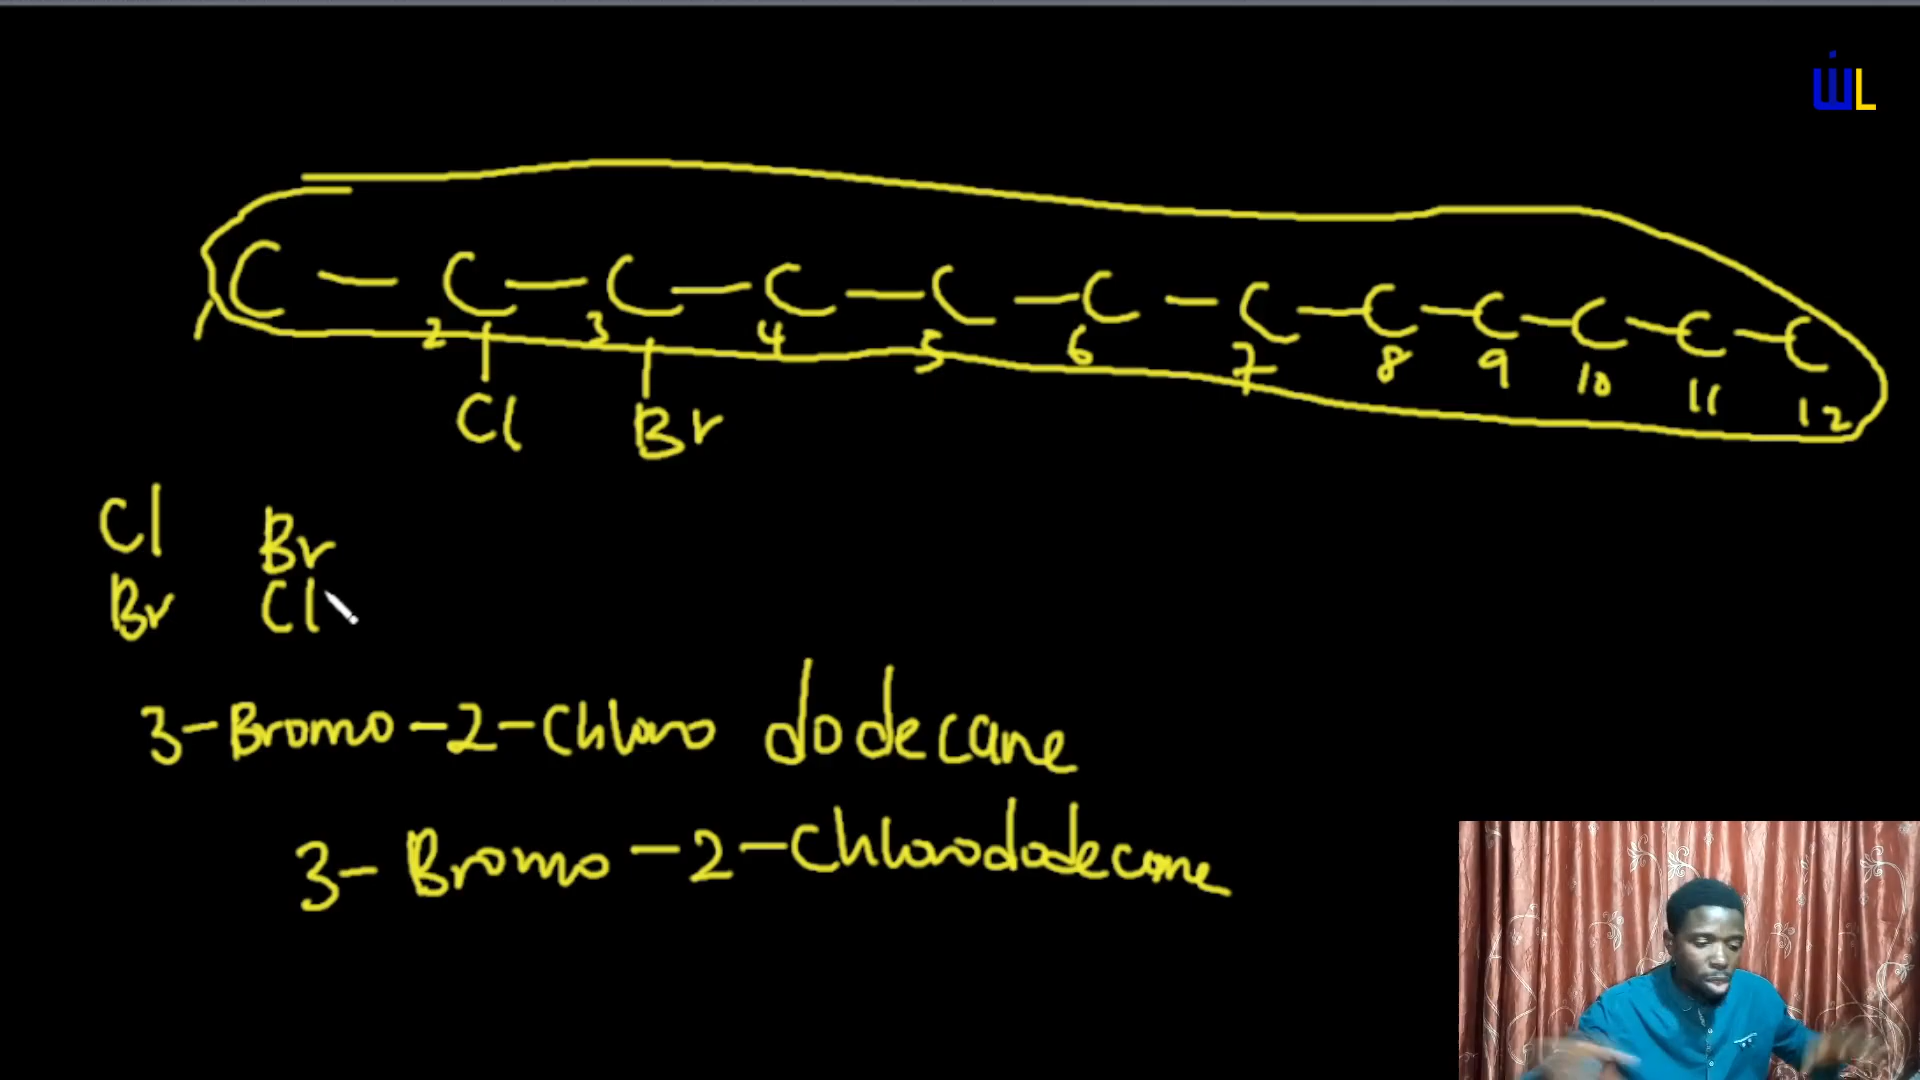 C — C — C — C — C — C — C — C — C — C — C — C
2 3 4 5 6 7 8 9 10 11 12
Cl Br
Cl Br
Br Cl
3-Bromo-2-Chloro dodecane
3-Bromo-2-Chlorododecane
WL